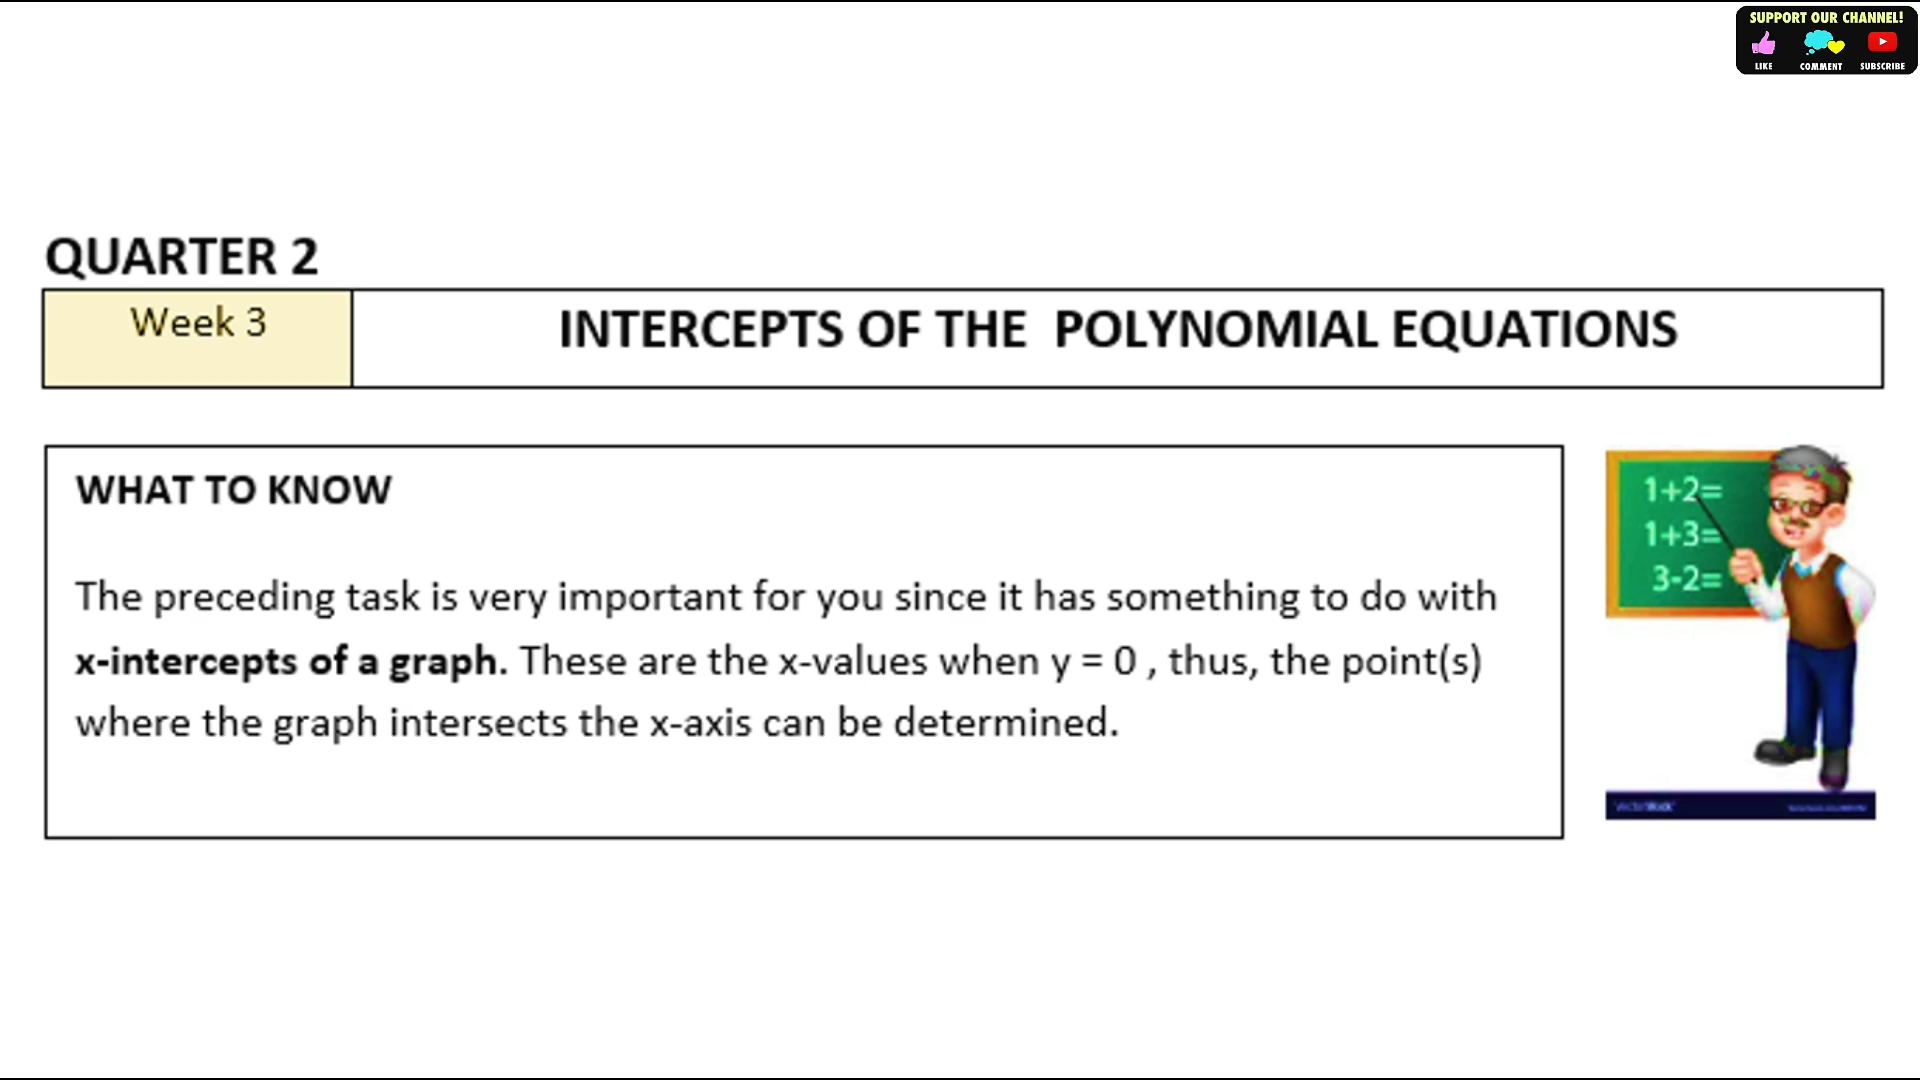 SUPPORT OUR CHANNEL!
LIKE COMMENT SUBSCRIBE
QUARTER 2
Week 3
INTERCEPTS OF THE POLYNOMIAL EQUATIONS
WHAT TO KNOW
The preceding task is very important for you since it has something to do with
x-intercepts of a graph. These are the x-values when y = 0 , thus, the point(s)
where the graph intersects the x-axis can be determined.
1+2=
1+3=
3-2=